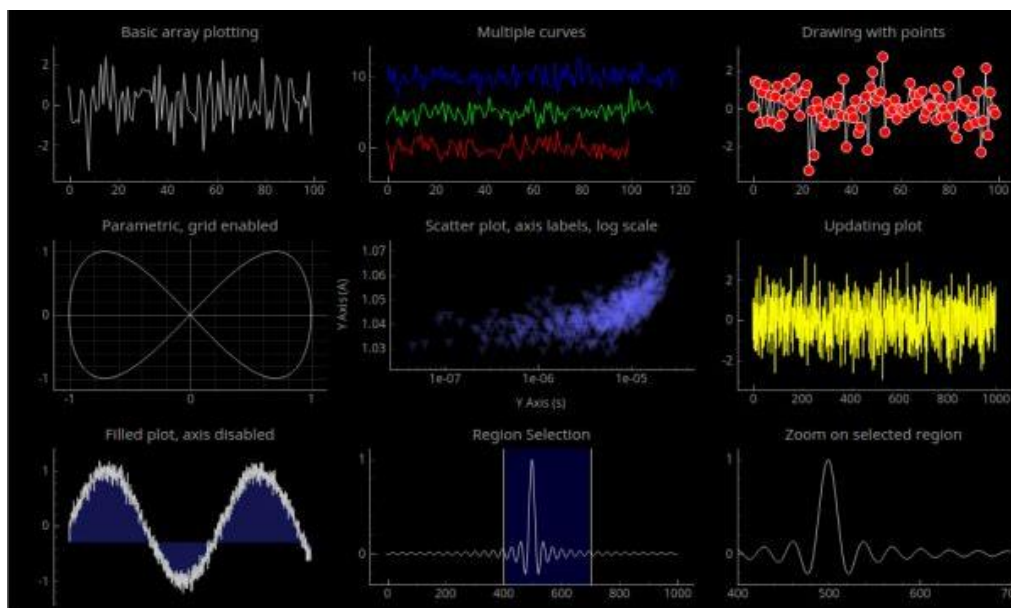 Basic array plotting
Multiple curves
Drawing with points
2
0
-2
0 20 40 60 80 100
10
0
0 20 40 60 80 100 120
2
0
-2
0 20 40 60 80 100
Parametric, grid enabled
Scatter plot, axis labels, log scale
Updating plot
1
0
-1
-1 0 1
Y Axis (A)
1.07
1.06
1.05
1.04
1.03
1e-07 1e-06 1e-05
Y Axis (s)
2
0
-2
0 200 400 600 800 1000
Filled plot, axis disabled
Region Selection
Zoom on selected region
1
0
-1
1
0
0 200 400 600 800 1000
1
0
400 500 600